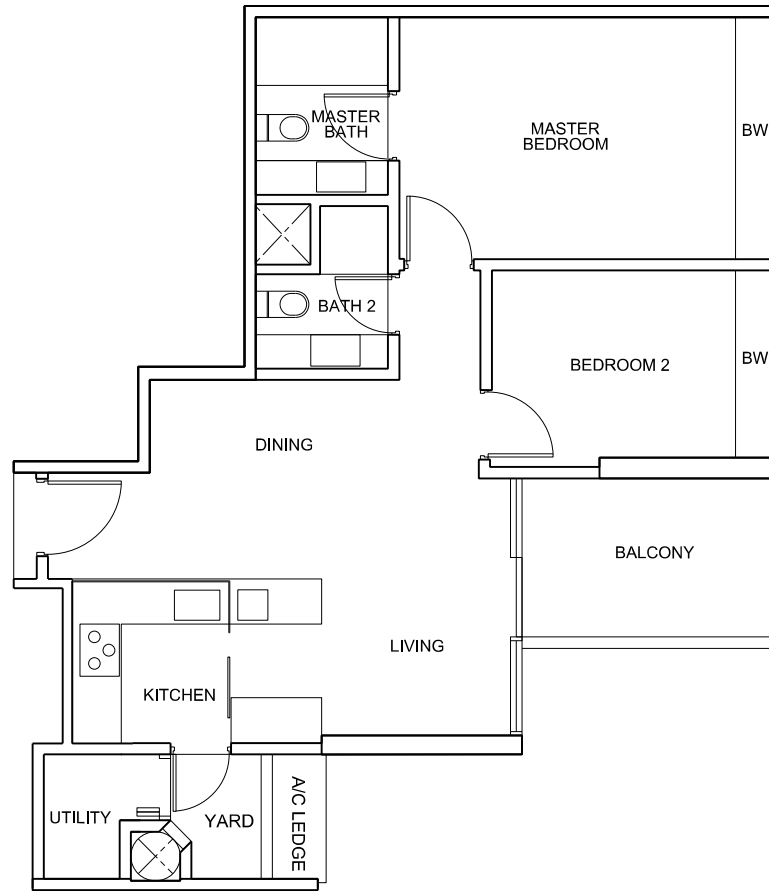 MASTER
BATH
MASTER
BEDROOM
BW
BATH 2
BEDROOM 2
BW
DINING
BALCONY
LIVING
KITCHEN
UTILITY
YARD
A/C LEDGE